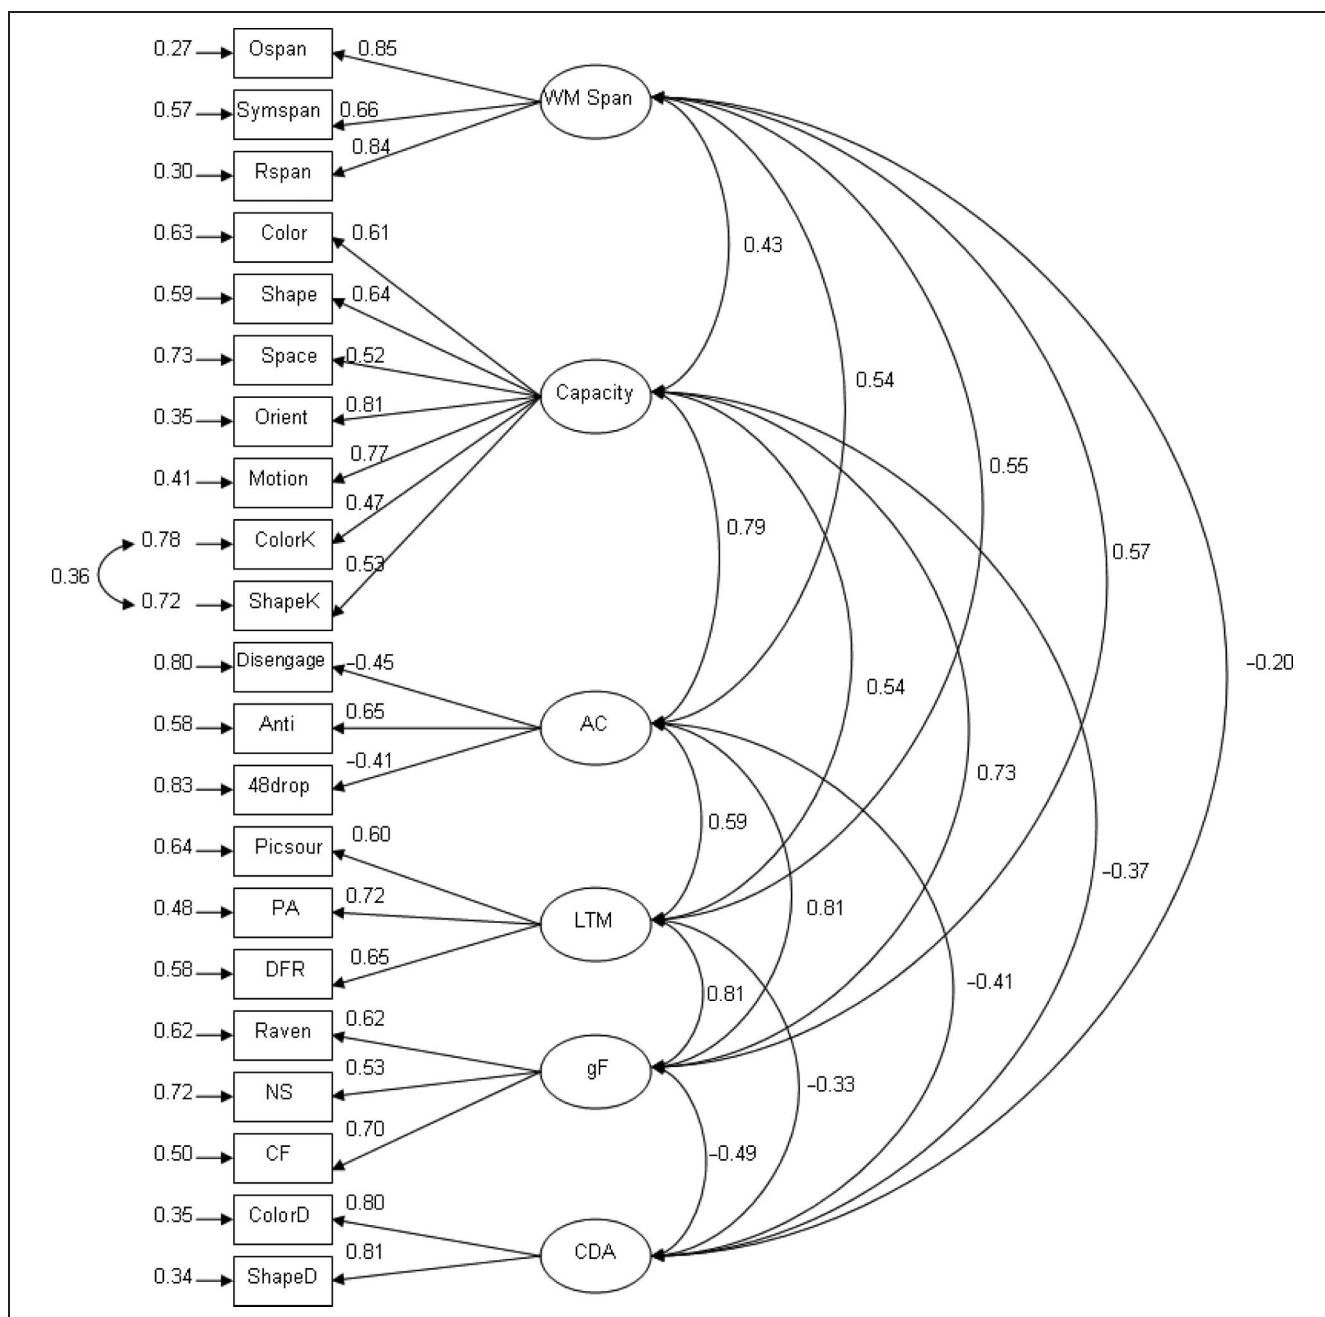 0.27 Ospan 0.85
WM Span
0.57 Symspan 0.66
0.84
0.30 Rspan
0.63 Color 0.61
0.43
0.59 Shape 0.64
0.73 Space 0.52
0.54
Capacity
0.35 Orient 0.81
0.77
0.55
0.41 Motion
0.47
0.79
0.78 ColorK
0.57
0.53
0.36
0.72 ShapeK
0.80 Disengage −0.45
−0.20
0.54
0.65
0.58 Anti AC
−0.41
0.73
0.83 48drop
0.59
0.60
0.64 Picsour
−0.37
0.72
0.48 PA
0.81
LTM
0.65
0.58 DFR
−0.41
0.81
0.62
0.62 Raven
0.53
gF
−0.33
0.72 NS
0.70
0.50 CF
−0.49
0.80
0.35 ColorD
0.81
CDA
0.34 ShapeD